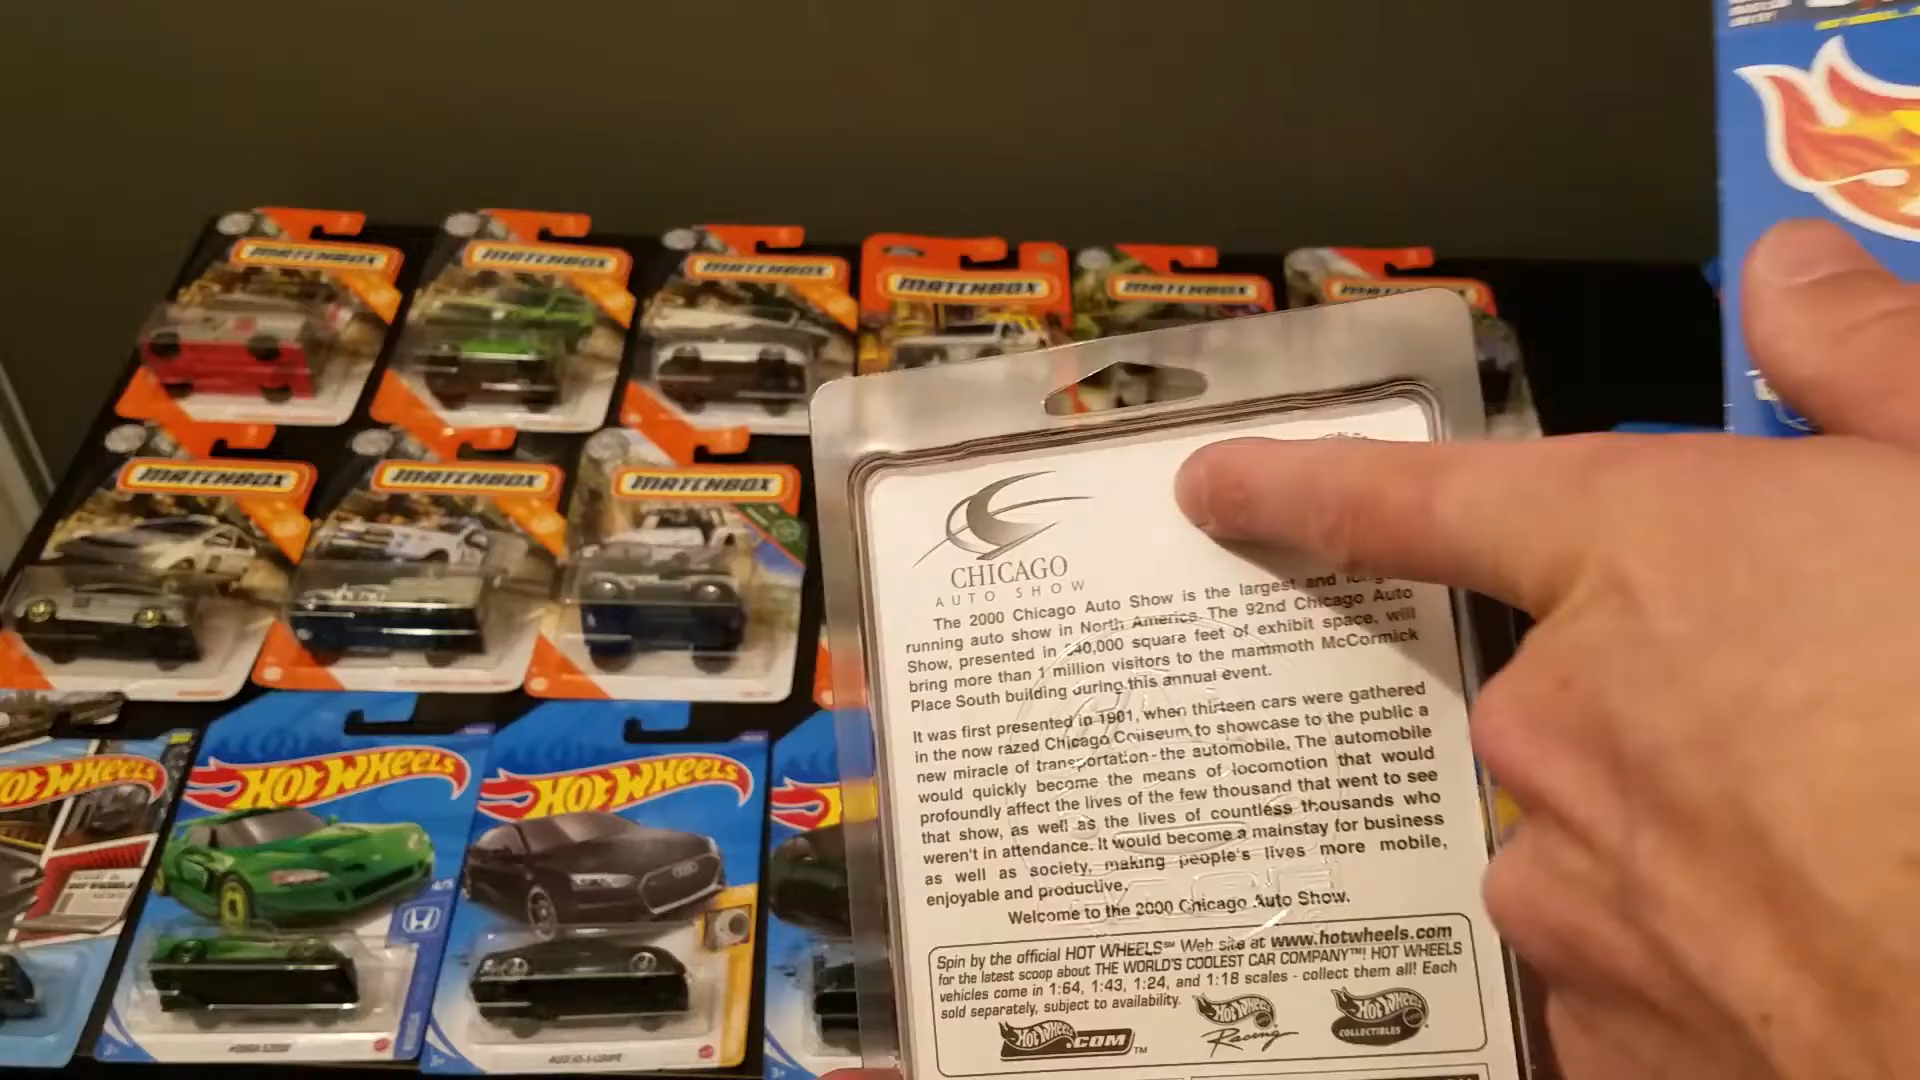 MATCHBOX
MATCHBOX
MATCHBOX
MATCHBOX
MATCHBOX
MATCHBOX
MATCHBOX
MATCHBOX
MATCHBOX
HOT WHEELS
HOT WHEELS
HOT WHEELS
HONDA S2000
CHICAGO
AUTO SHOW
The 2000 Chicago Auto Show is the largest and
running auto show in North America. The 92nd Chicago Auto
Show, presented in 840,000 square feet of exhibit space, will
bring more than 1 million visitors to the mammoth McCormick
Place South building during this annual event.
It was first presented in 1901, when thirteen cars were gathered
in the now razed Chicago Coliseum to showcase to the public a
new miracle of transportation-the automobile. The automobile
would quickly become the means of locomotion that would
profoundly affect the lives of the few thousand that went to see
that show, as well as the lives of countless thousands who
weren't in attendance. It would become a mainstay for business
as well as society, making people's lives more mobile,
enjoyable and productive.
Welcome to the 2000 Chicago Auto Show.
Spin by the official HOT WHEELS℠ Web site at www.hotwheels.com
for the latest scoop about THE WORLD'S COOLEST CAR COMPANY™! HOT WHEELS
vehicles come in 1:64, 1:43, 1:24, and 1:18 scales - collect them all! Each
sold separately, subject to availability.
HOT WHEELS .COM™
HOT WHEELS Racing
HOT WHEELS COLLECTIBLES